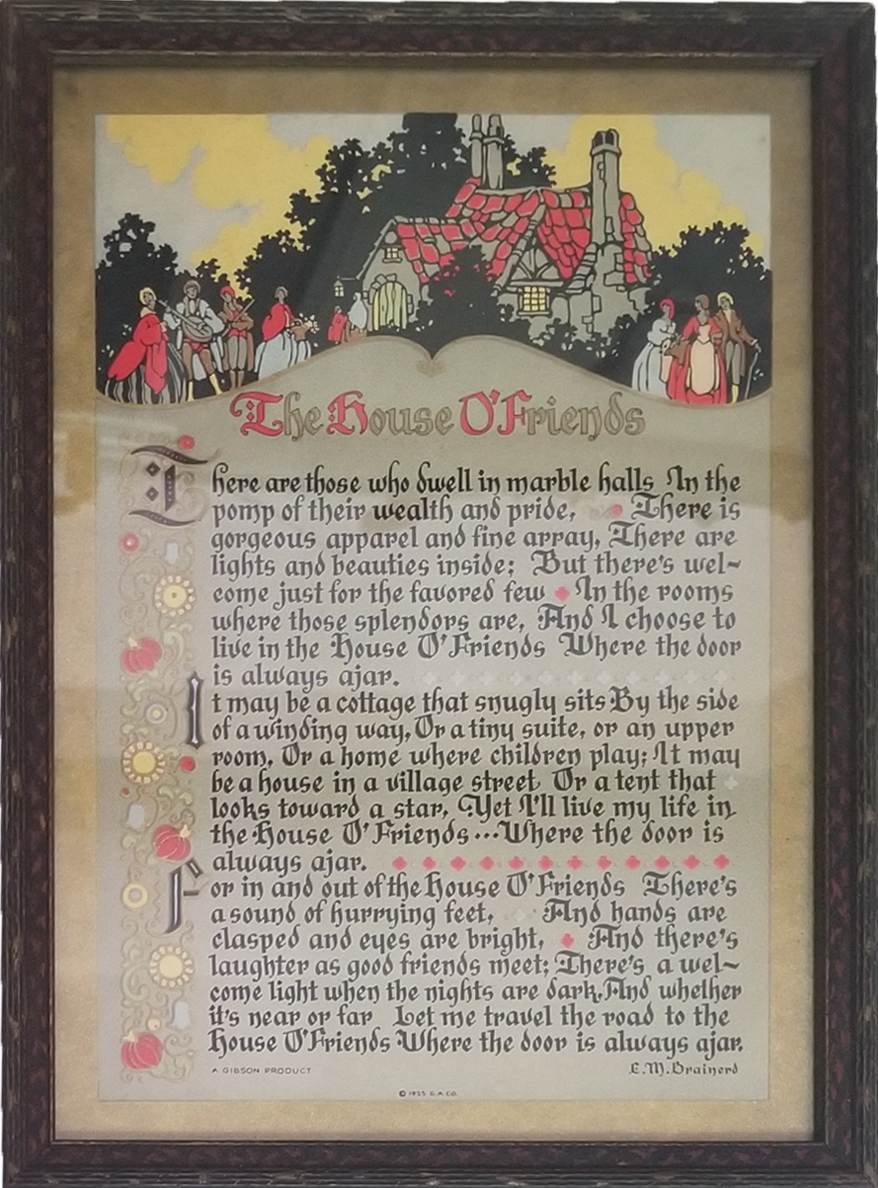 The House O'Friends
There are those who dwell in marble halls In the
pomp of their wealth and pride, There is
gorgeous apparel and fine array, There are
lights and beauties inside; But there's wel~
come just for the favored few In the rooms
where those splendors are, And I choose to
live in the House O'Friends Where the door
is always ajar.
It may be a cottage that snugly sits By the side
of a winding way, Or a tiny suite, or an upper
room, Or a home where children play; It may
be a house in a village street Or a tent that
looks toward a star, Yet I'll live my life in
the House O'Friends...Where the door is
always ajar.
For in and out of the House O'Friends There's
a sound of hurrying feet, And hands are
clasped and eyes are bright, And there's
laughter as good friends meet; There's a wel~
come light when the nights are dark, And whether
it's near or far Let me travel the road to the
House O'Friends Where the door is always ajar.
A GIBSON PRODUCT
E.M. Brainerd
© G.A.CO.